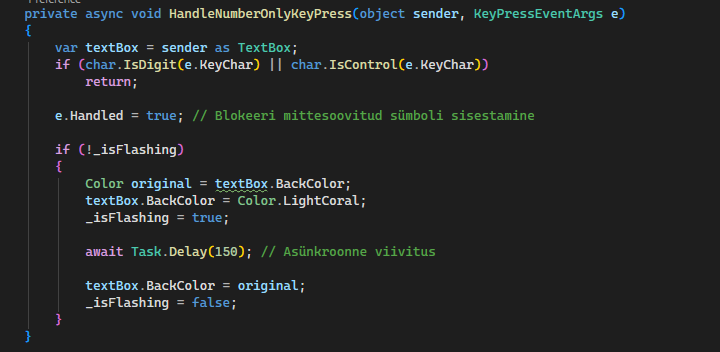 private async void HandleNumberOnlyKeyPress(object sender, KeyPressEventArgs e)
{
var textBox = sender as TextBox;
if (char.IsDigit(e.KeyChar) || char.IsControl(e.KeyChar))
return;
e.Handled = true; // Blokeeri mittesoovitud sümboli sisestamine
if (!_isFlashing)
{
Color original = textBox.BackColor;
textBox.BackColor = Color.LightCoral;
_isFlashing = true;
await Task.Delay(150); // Asünkroonne viivitus
textBox.BackColor = original;
_isFlashing = false;
}
}